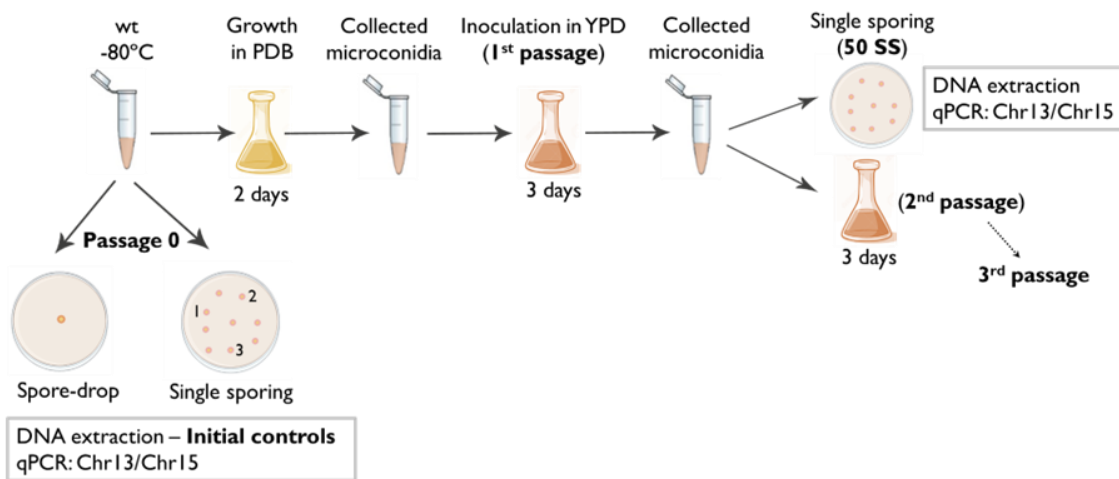 wt
-80°C
Growth
in PDB
Collected
microconidia
Inoculation in YPD
(1st passage)
Collected
microconidia
Single sporing
(50 SS)
DNA extraction
qPCR: Chr13/Chr15
2 days
3 days
(2nd passage)
3 days
3rd passage
Passage 0
1
2
3
Spore-drop
Single sporing
DNA extraction – Initial controls
qPCR: Chr13/Chr15